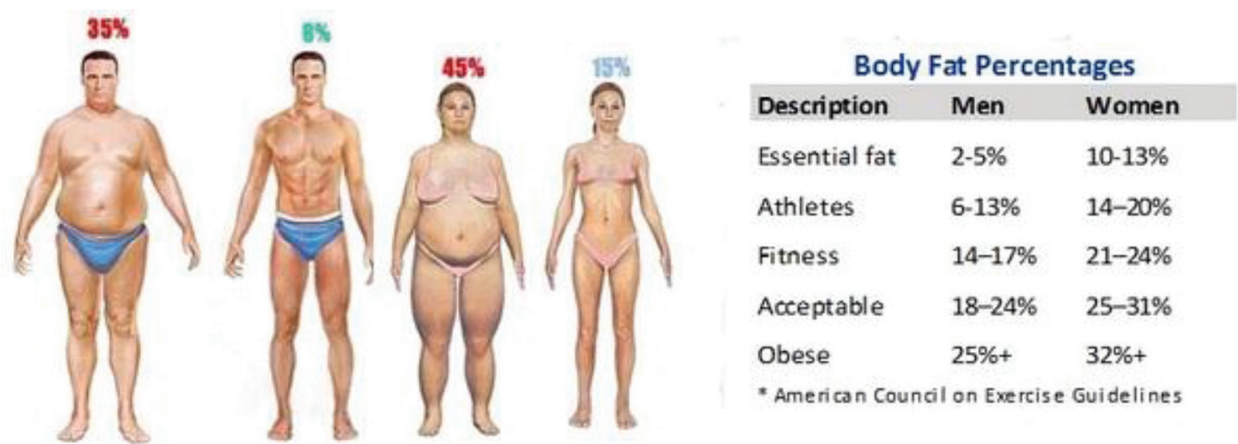 35%
8%
45%
15%
Body Fat Percentages
Description Men Women
Essential fat 2-5% 10-13%
Athletes 6-13% 14–20%
Fitness 14–17% 21–24%
Acceptable 18–24% 25–31%
Obese 25%+ 32%+
* American Council on Exercise Guidelines